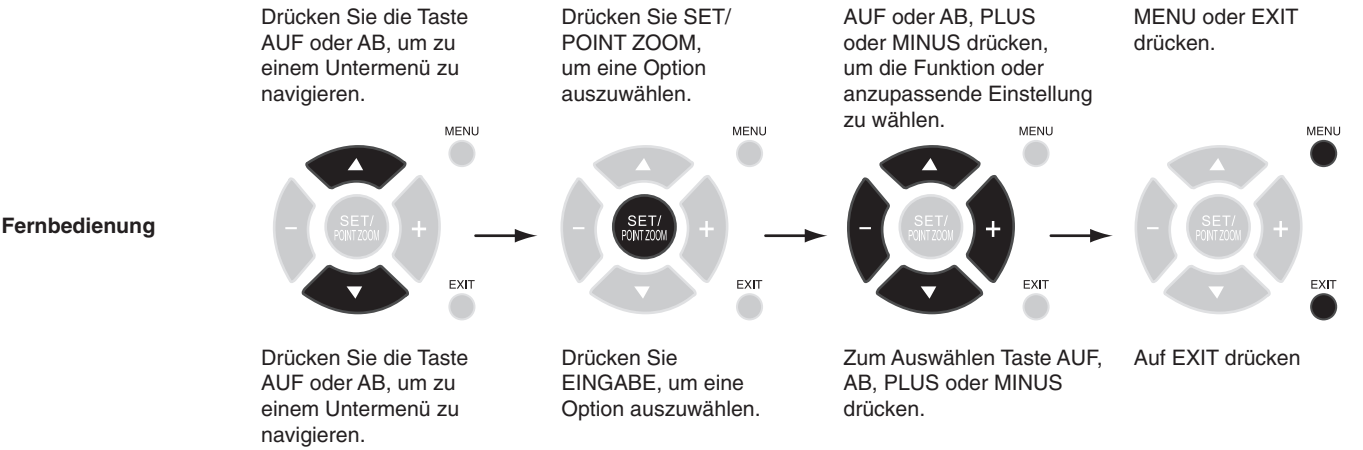 Drücken Sie die Taste
AUF oder AB, um zu
einem Untermenü zu
navigieren.
Drücken Sie SET/
POINT ZOOM,
um eine Option
auszuwählen.
AUF oder AB, PLUS
oder MINUS drücken,
um die Funktion oder
anzupassende Einstellung
zu wählen.
MENU oder EXIT
drücken.
Fernbedienung
MENU
-
SET/
POINT ZOOM
+
EXIT
MENU
-
SET/
POINT ZOOM
+
EXIT
MENU
-
SET/
POINT ZOOM
+
EXIT
MENU
-
SET/
POINT ZOOM
+
EXIT
Drücken Sie die Taste
AUF oder AB, um zu
einem Untermenü zu
navigieren.
Drücken Sie
EINGABE, um eine
Option auszuwählen.
Zum Auswählen Taste AUF,
AB, PLUS oder MINUS
drücken.
Auf EXIT drücken